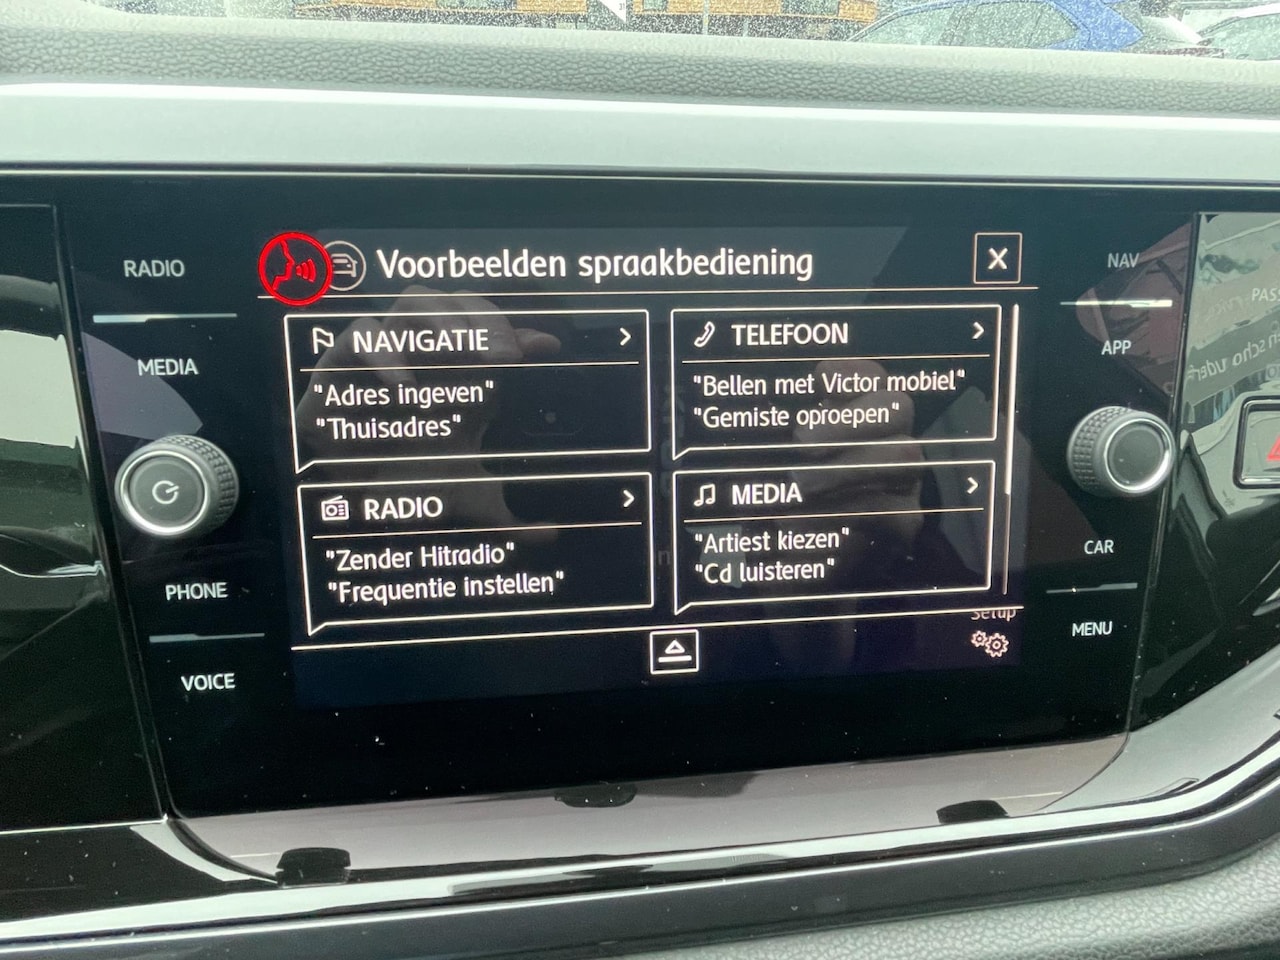 Voorbeelden spraakbediening
RADIO
MEDIA
PHONE
VOICE
NAVIGATIE
"Adres ingeven"
"Thuisadres"
TELEFOON
"Bellen met Victor mobiel"
"Gemiste oproepen"
RADIO
"Zender Hitradio"
"Frequentie instellen"
MEDIA
"Artiest kiezen"
"Cd luisteren"
Setup
NAV
APP
CAR
MENU